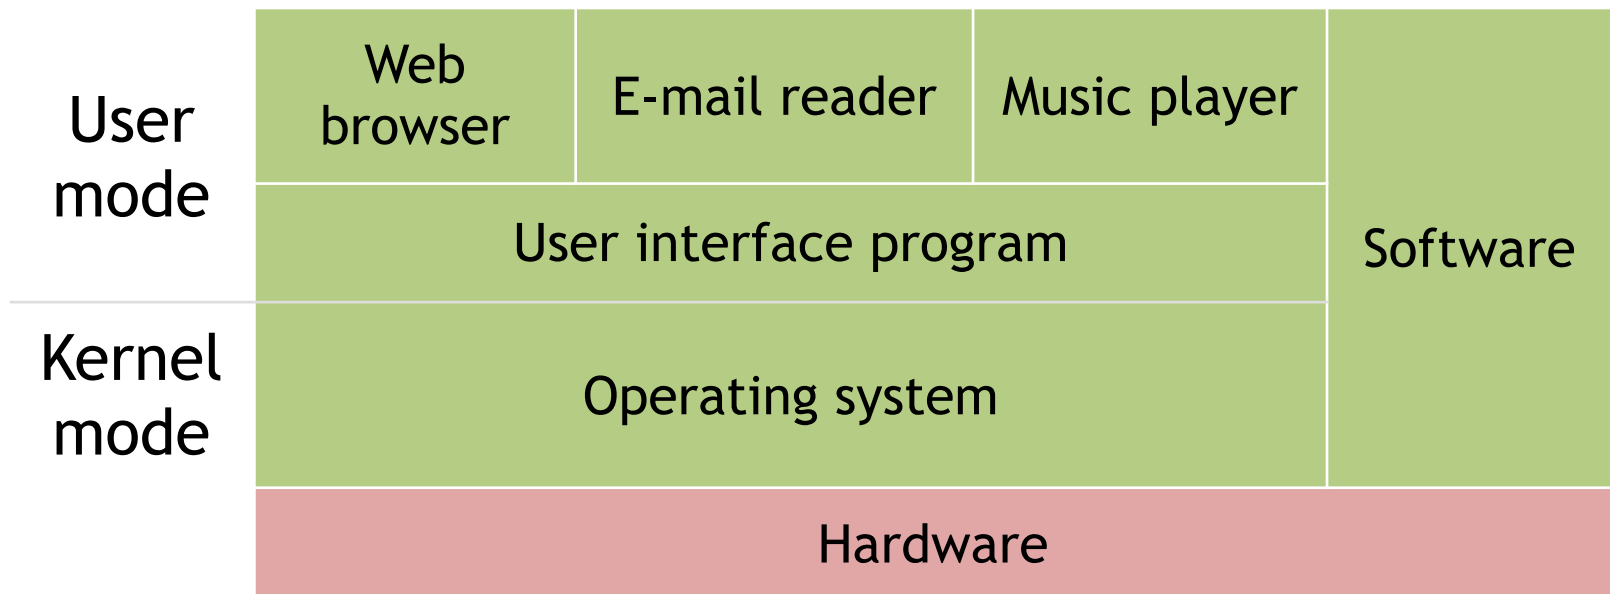 User
mode
Web
browser
E-mail reader
Music player
User interface program
Software
Kernel
mode
Operating system
Hardware